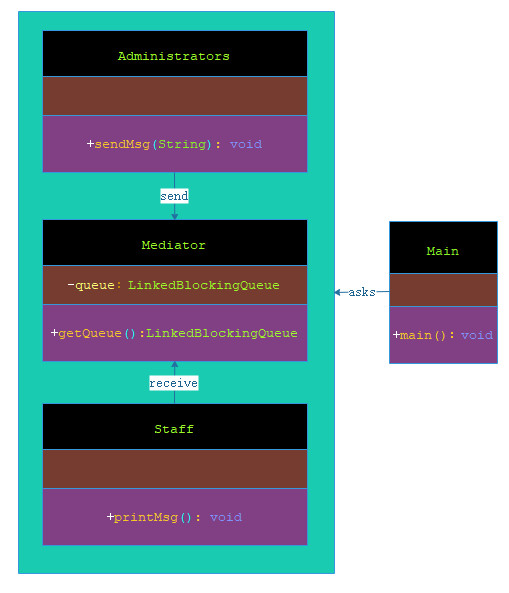 Administrators
+sendMsg(String): void
send
Mediator
-queue: LinkedBlockingQueue
+getQueue():LinkedBlockingQueue
receive
Staff
+printMsg(): void
asks
Main
+main(): void